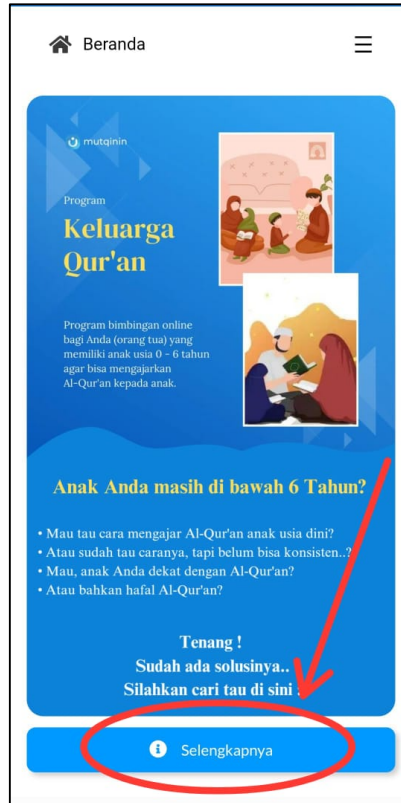 Beranda
mutqinin
Program
Keluarga
Qur'an
Program bimbingan online
bagi Anda (orang tua) yang
memiliki anak usia 0 - 6 tahun
agar bisa mengajarkan
Al-Qur'an kepada anak.
Anak Anda masih di bawah 6 Tahun?
• Mau tau cara mengajar Al-Qur'an anak usia dini?
• Atau sudah tau caranya, tapi belum bisa konsisten..?
• Mau, anak Anda dekat dengan Al-Qur'an?
• Atau bahkan hafal Al-Qur'an?
Tenang !
Sudah ada solusinya..
Silahkan cari tau di sini
Selengkapnya